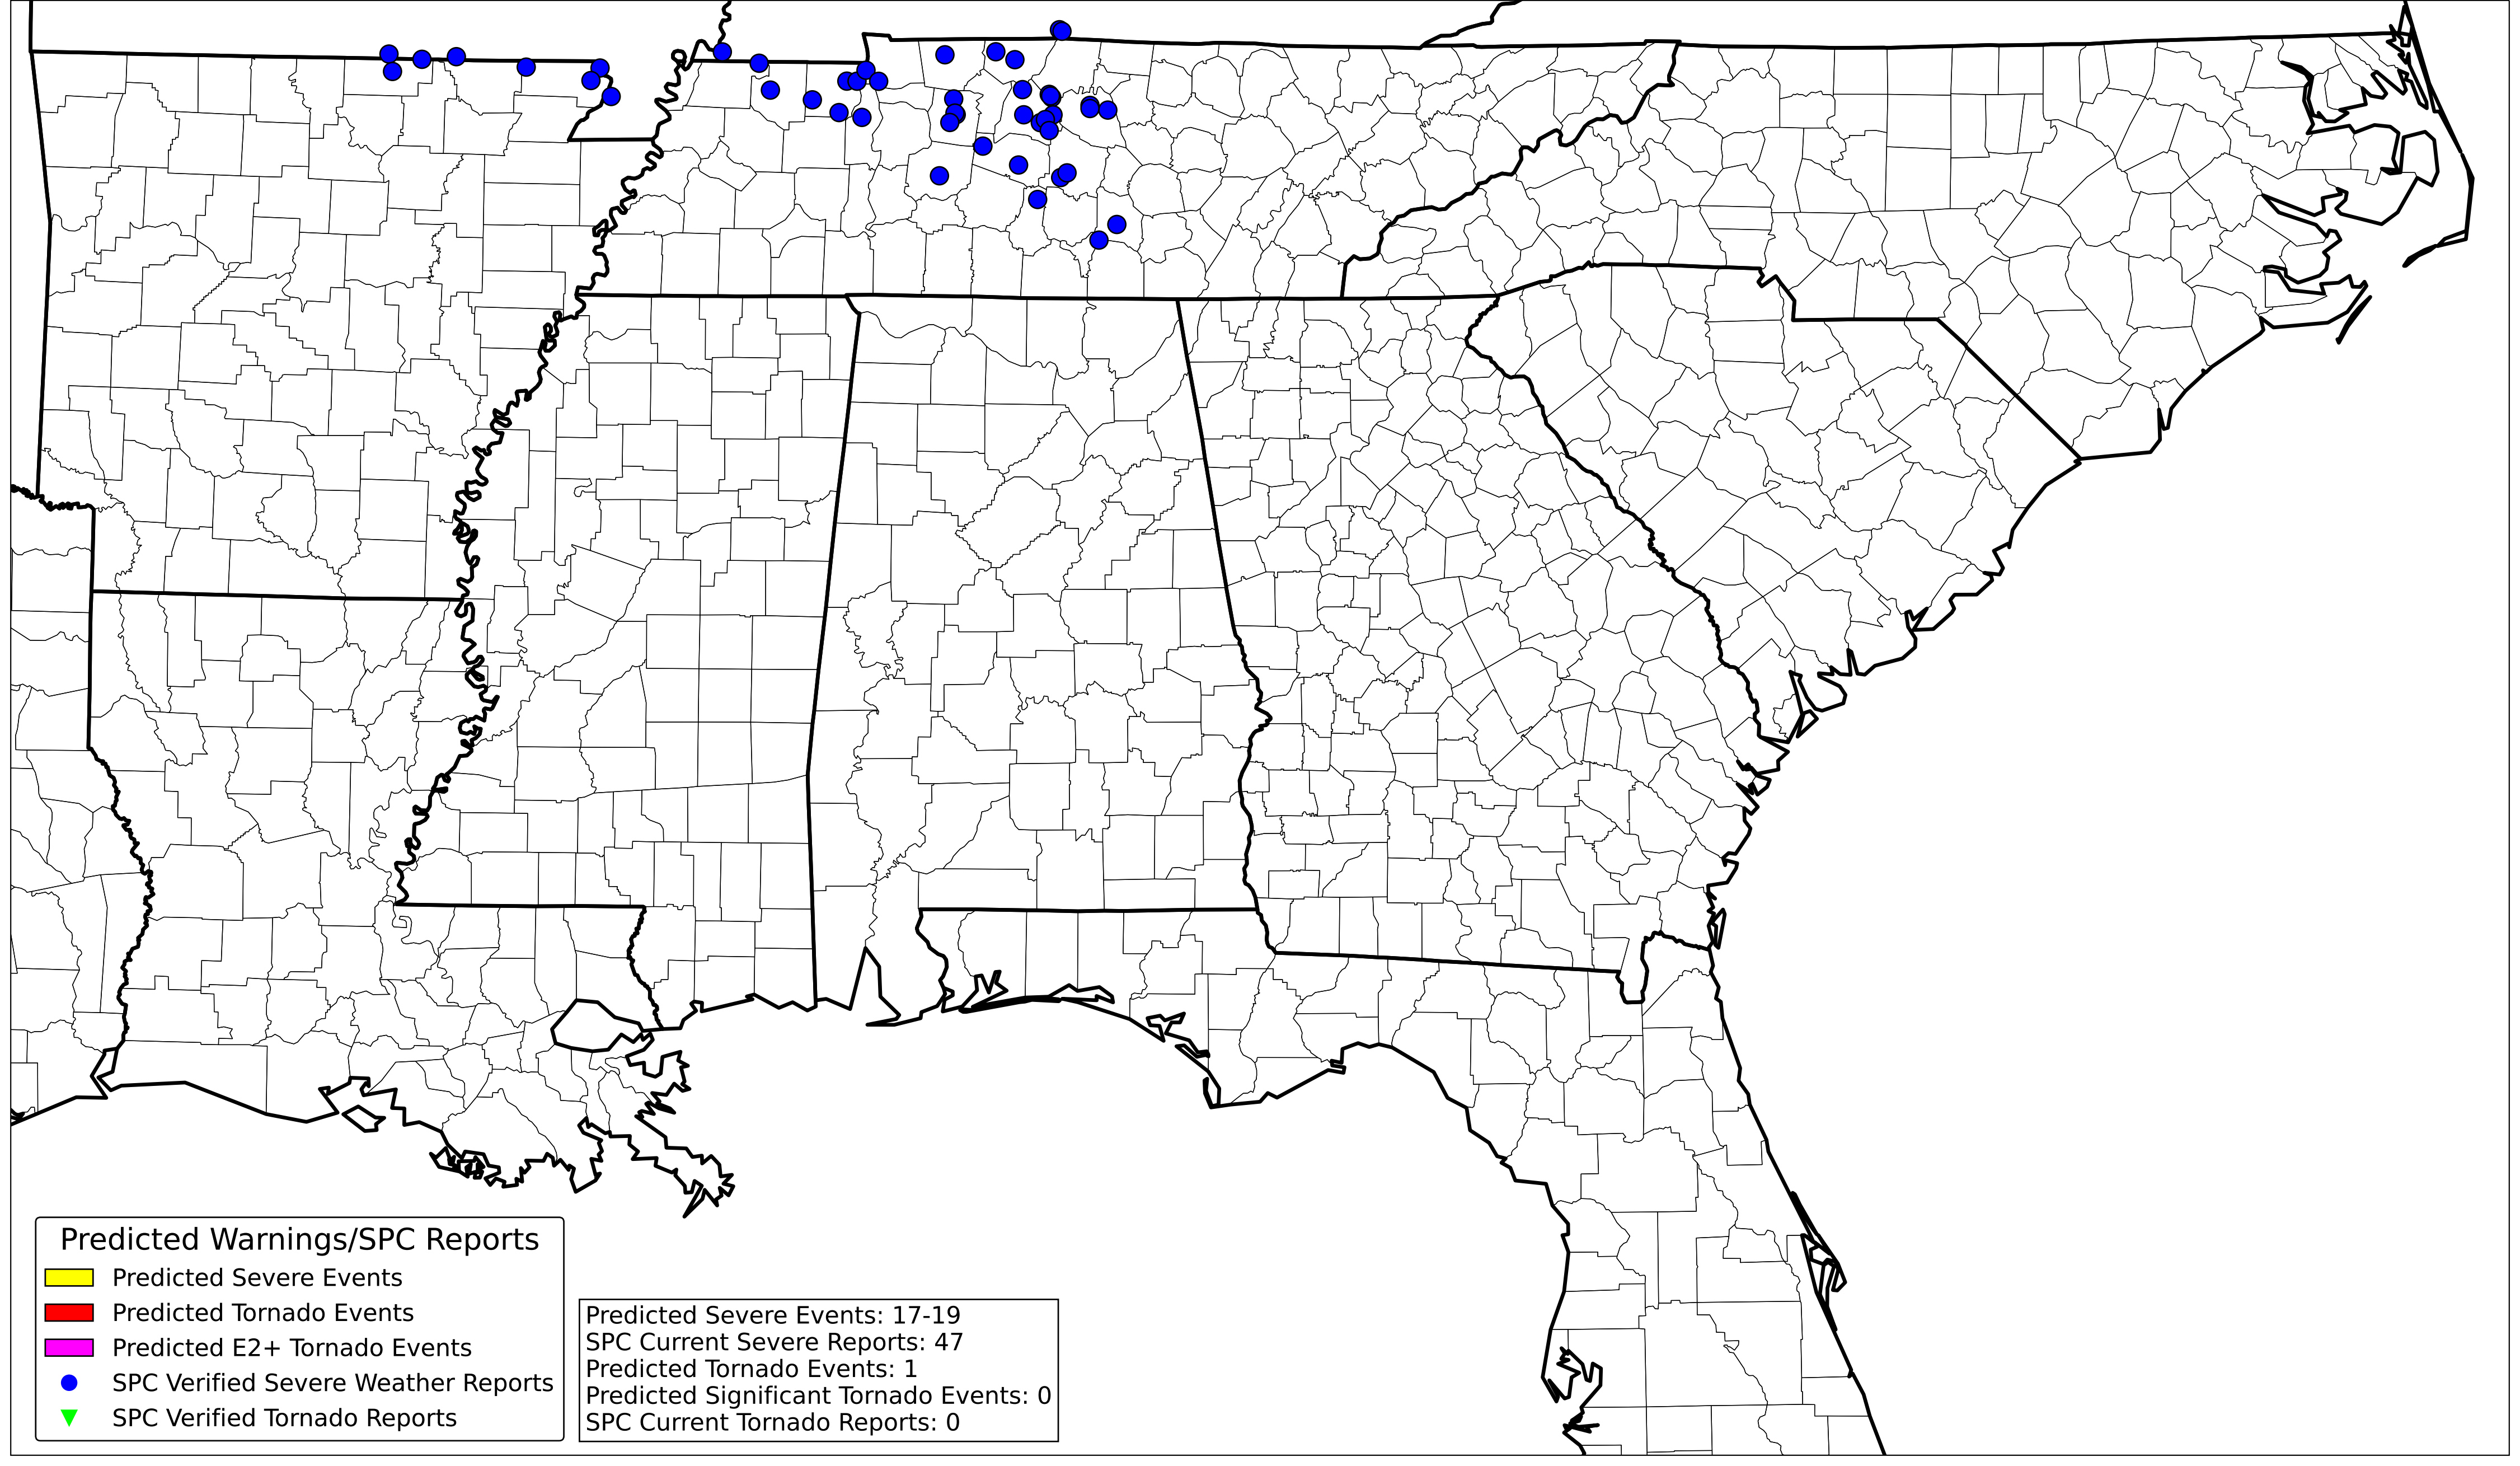 Predicted Warnings/SPC Reports
Predicted Severe Events
Predicted Tornado Events
Predicted E2+ Tornado Events
SPC Verified Severe Weather Reports
SPC Verified Tornado Reports
Predicted Severe Events: 17-19
SPC Current Severe Reports: 47
Predicted Tornado Events: 1
Predicted Significant Tornado Events: 0
SPC Current Tornado Reports: 0